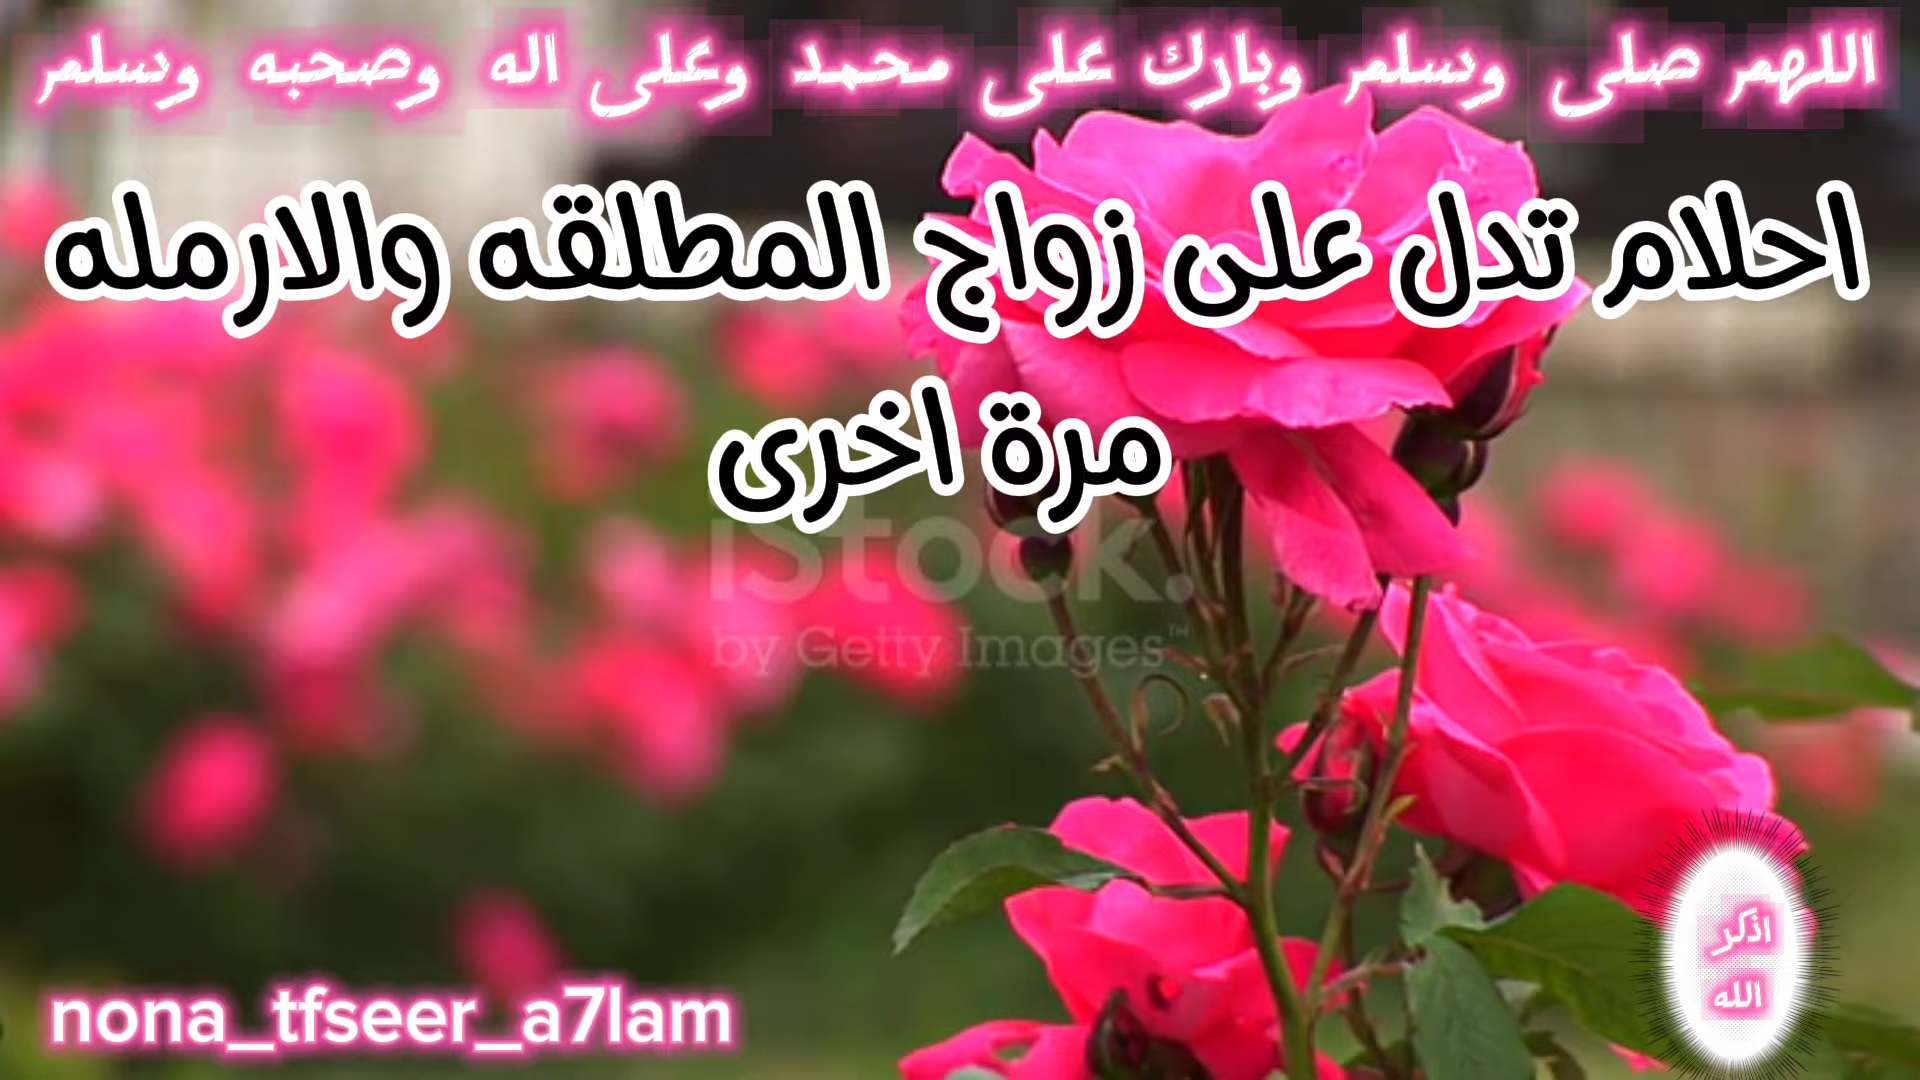 اللهم صلى وسلم وبارك على محمد وعلى اله وصحبه وسلم
احلام تدل على زواج المطلقه والارمله
مرة اخرى
iStock.
by Getty Images™
اذكر
الله
nona_tfseer_a7lam